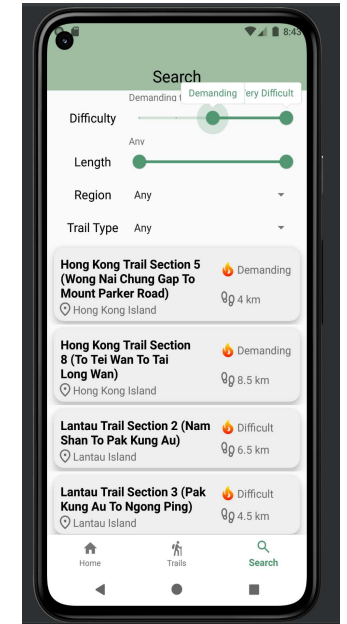 8:43
Search
Demanding
ery Difficult
Demanding
Difficulty
Any
Length
Region Any
Trail Type Any
Hong Kong Trail Section 5
(Wong Nai Chung Gap To
Mount Parker Road)
Demanding
4 km
Hong Kong Island
Hong Kong Trail Section
8 (To Tei Wan To Tai
Long Wan)
Demanding
8.5 km
Hong Kong Island
Lantau Trail Section 2 (Nam
Shan To Pak Kung Au)
Difficult
6.5 km
Lantau Island
Lantau Trail Section 3 (Pak
Kung Au To Ngong Ping)
Difficult
4.5 km
Lantau Island
Home
Trails
Search